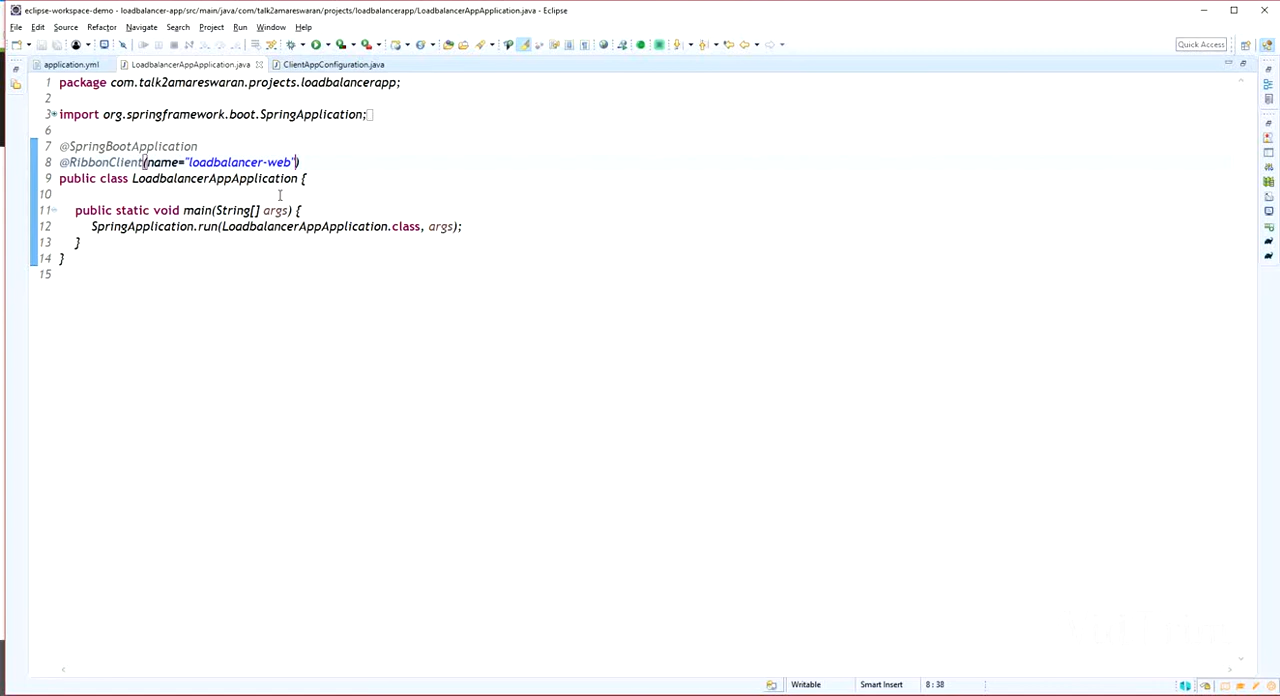 eclipse-workspace-demo - loadbalancer-app/src/main/java/com/talk2amareswaran/projects/loadbalancerapp/LoadbalancerAppApplication.java - Eclipse
File Edit Source Refactor Navigate Search Project Run Window Help
Quick Access
application.yml LoadbalancerAppApplication.java ClientAppConfiguration.java
1 package com.talk2amareswaran.projects.loadbalancerapp;
2
3 import org.springframework.boot.SpringApplication;
6
7 @SpringBootApplication
8 @RibbonClient(name="loadbalancer-web")
9 public class LoadbalancerAppApplication {
10
11 public static void main(String[] args) {
12 SpringApplication.run(LoadbalancerAppApplication.class, args);
13 }
14 }
15
Writable Smart Insert 8 : 38